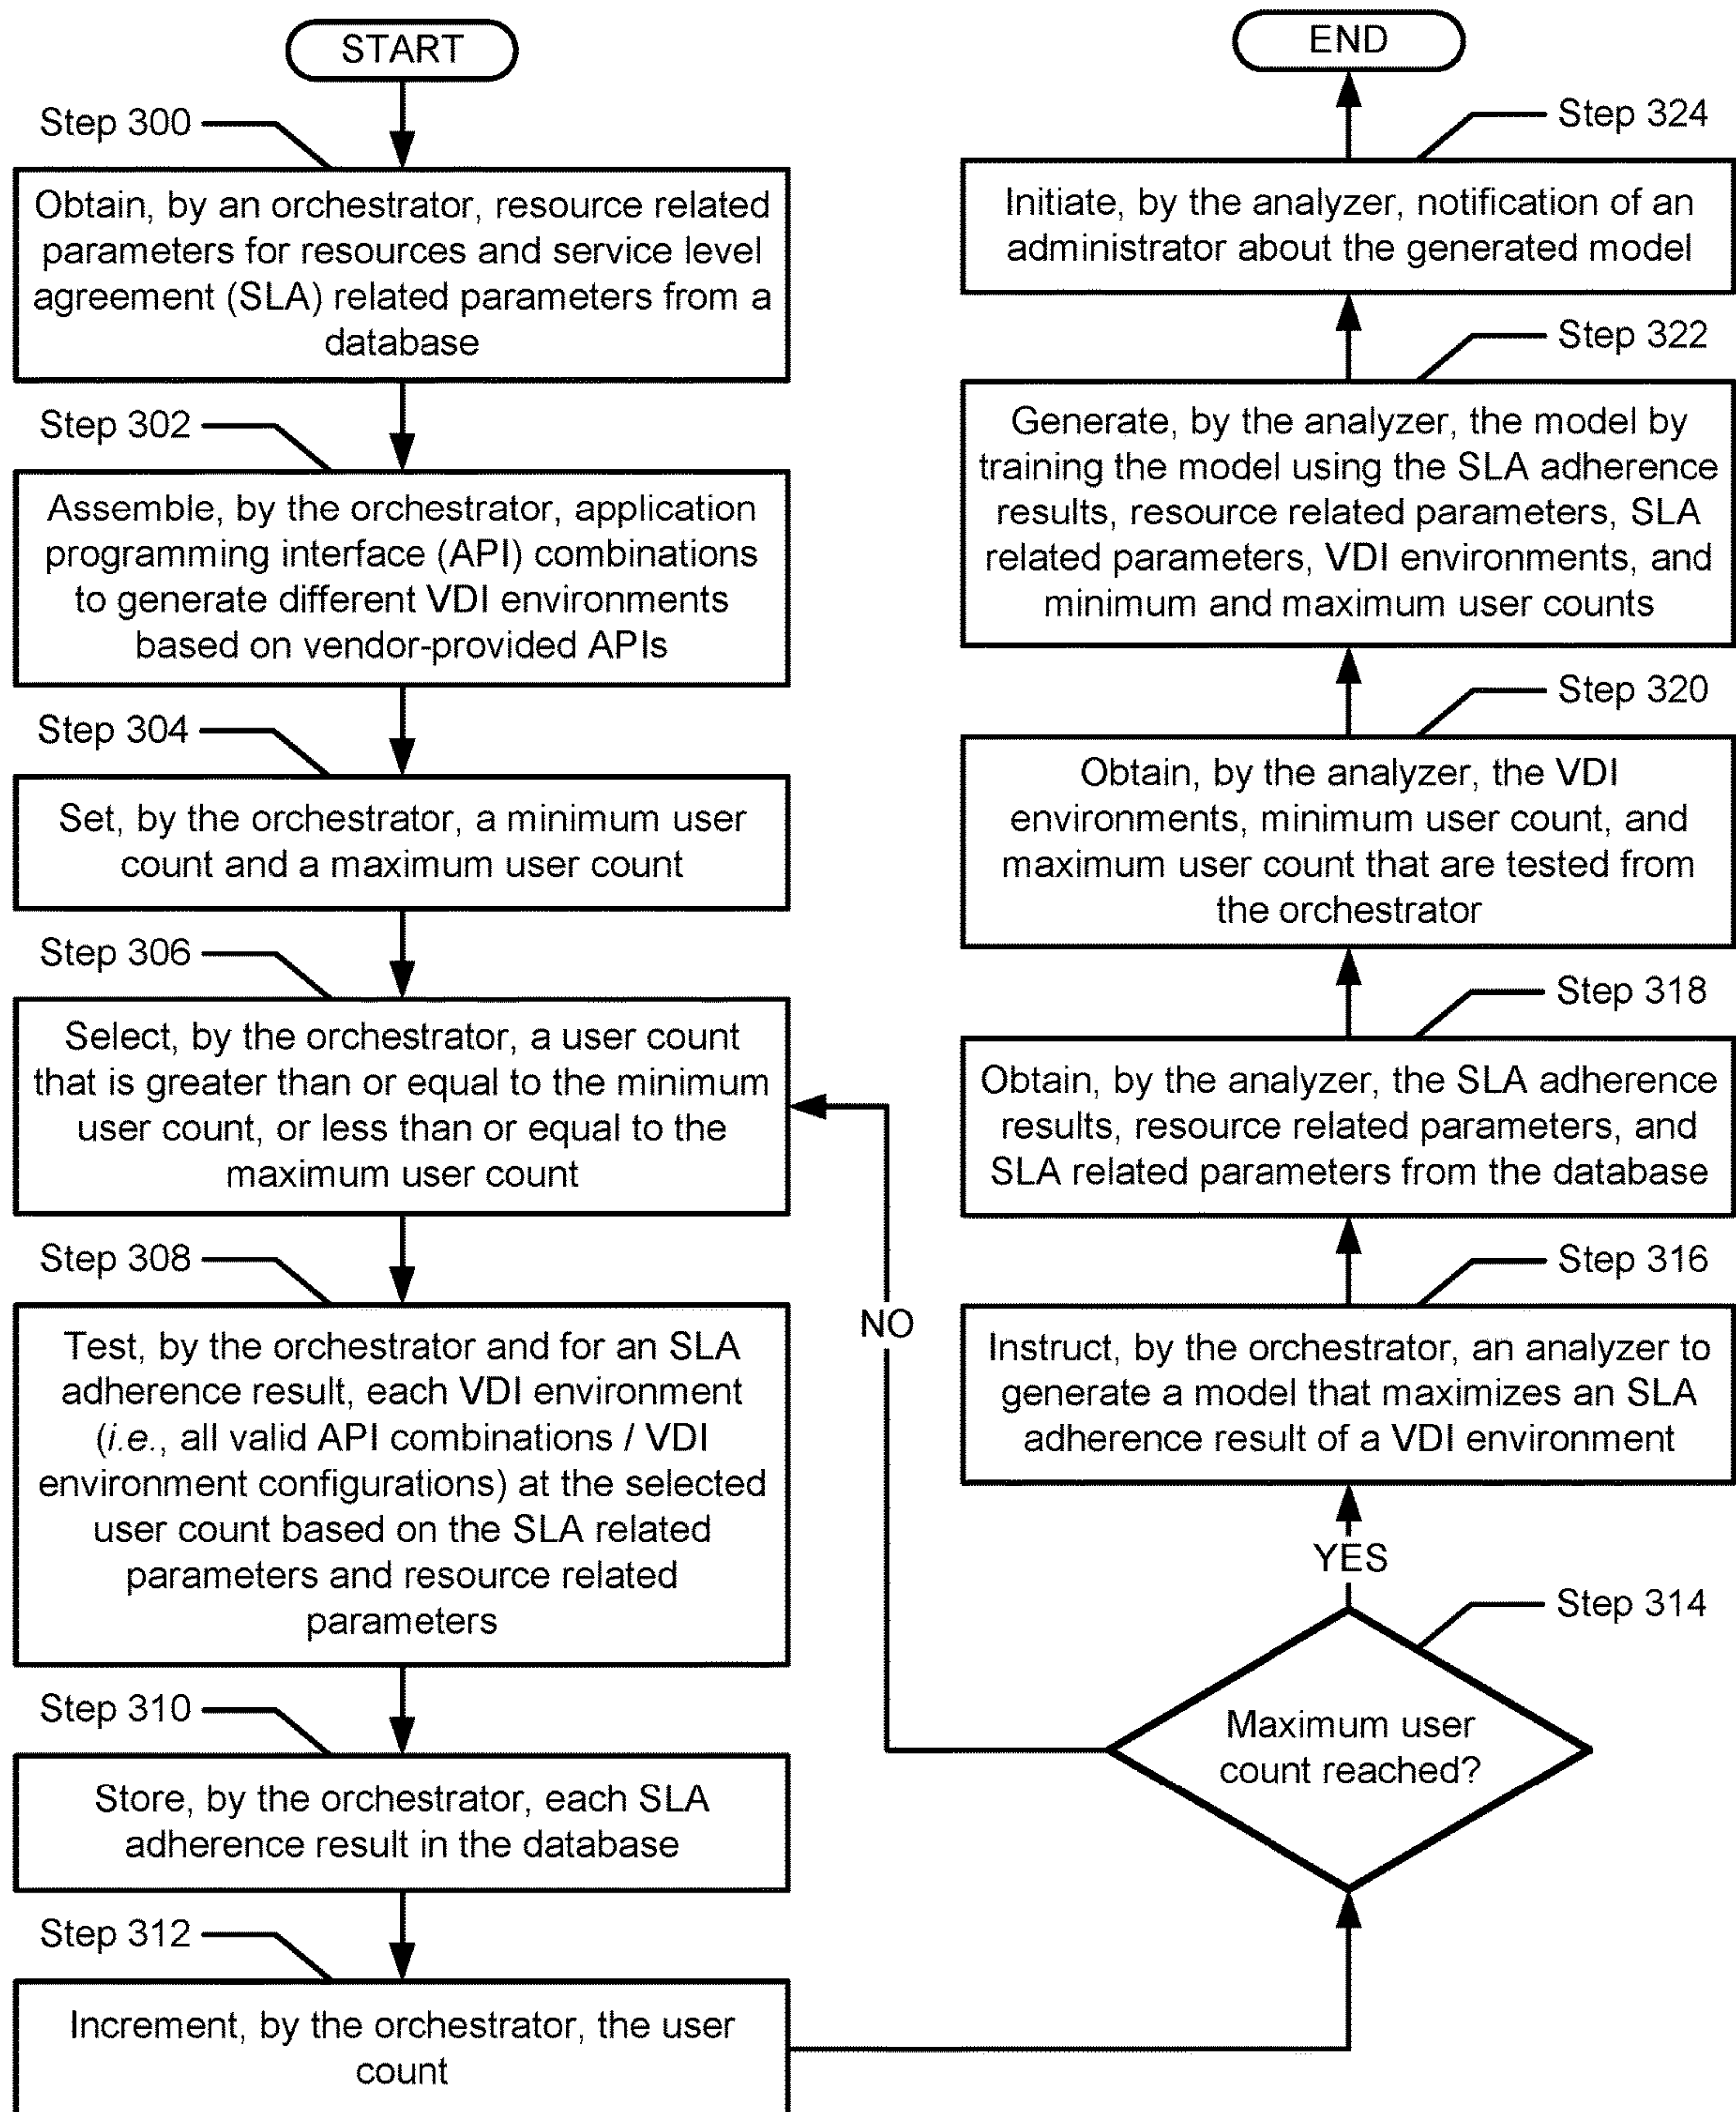 START
Step 300
Obtain, by an orchestrator, resource related
parameters for resources and service level
agreement (SLA) related parameters from a
database
Step 302
Assemble, by the orchestrator, application
programming interface (API) combinations
to generate different VDI environments
based on vendor-provided APIs
Step 304
Set, by the orchestrator, a minimum user
count and a maximum user count
Step 306
Select, by the orchestrator, a user count
that is greater than or equal to the minimum
user count, or less than or equal to the
maximum user count
Step 308
Test, by the orchestrator and for an SLA
adherence result, each VDI environment
(i.e., all valid API combinations / VDI
environment configurations) at the selected
user count based on the SLA related
parameters and resource related
parameters
Step 310
Store, by the orchestrator, each SLA
adherence result in the database
Step 312
Increment, by the orchestrator, the user
count
Step 314
Maximum user
count reached?
NO
YES
Step 316
Instruct, by the orchestrator, an analyzer to
generate a model that maximizes an SLA
adherence result of a VDI environment
Step 318
Obtain, by the analyzer, the SLA adherence
results, resource related parameters, and
SLA related parameters from the database
Step 320
Obtain, by the analyzer, the VDI
environments, minimum user count, and
maximum user count that are tested from
the orchestrator
Step 322
Generate, by the analyzer, the model by
training the model using the SLA adherence
results, resource related parameters, SLA
related parameters, VDI environments, and
minimum and maximum user counts
Step 324
Initiate, by the analyzer, notification of an
administrator about the generated model
END